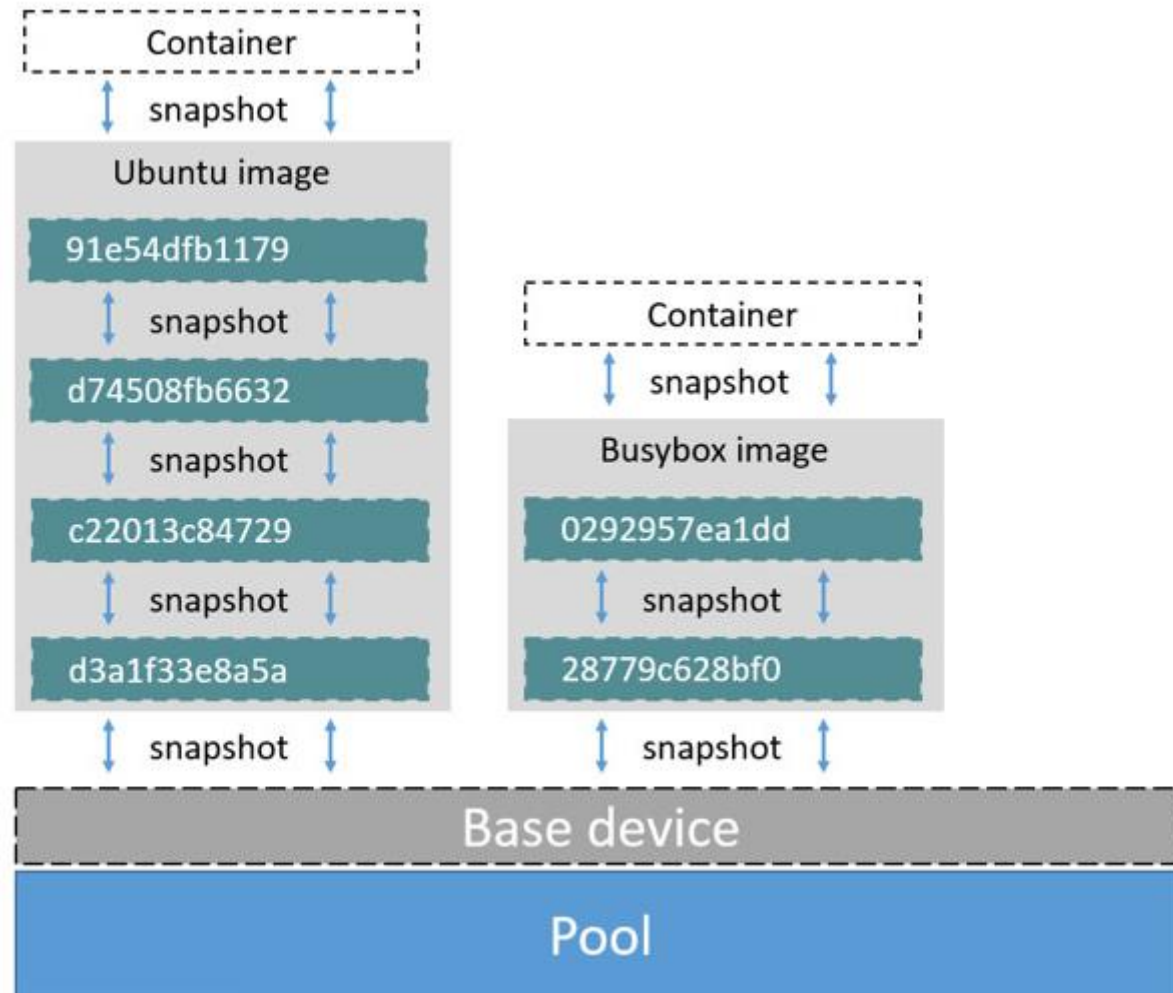 Container
snapshot
Ubuntu image
91e54dfb1179
snapshot
d74508fb6632
snapshot
c22013c84729
snapshot
d3a1f33e8a5a
snapshot
Container
snapshot
Busybox image
0292957ea1dd
snapshot
28779c628bf0
snapshot
Base device
Pool